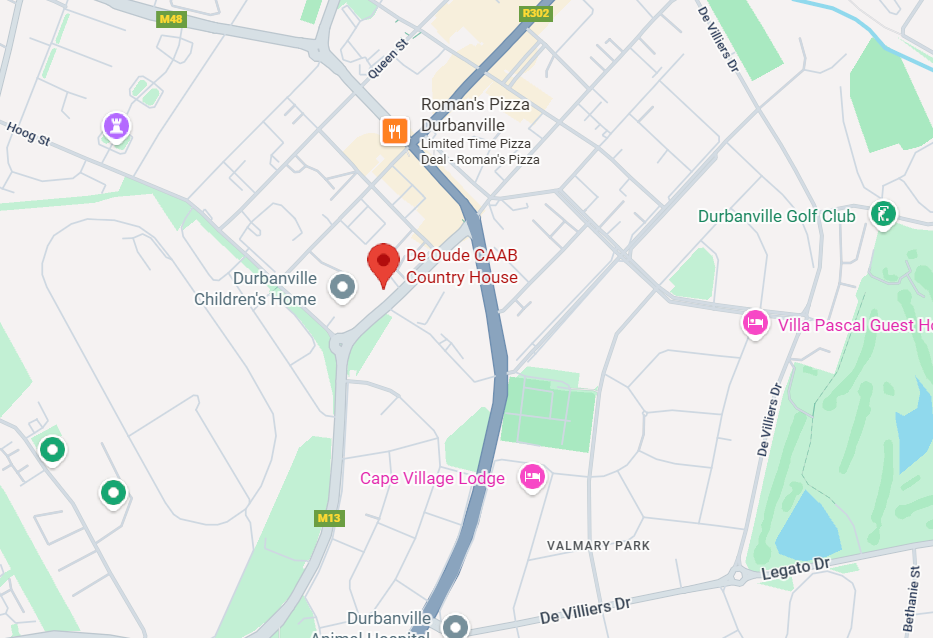 M48
R302
De Villiers Dr
Queen St
Hoog St
Roman's Pizza
Durbanville
Limited Time Pizza
Deal - Roman's Pizza
Durbanville Golf Club
De Oude CAAB
Country House
Durbanville
Children's Home
Villa Pascal Guest Ho
De Villiers Dr
Cape Village Lodge
M13
VALMARY PARK
Legato Dr
De Villiers Dr
Bethanie St
Durbanville
Animal Hospital